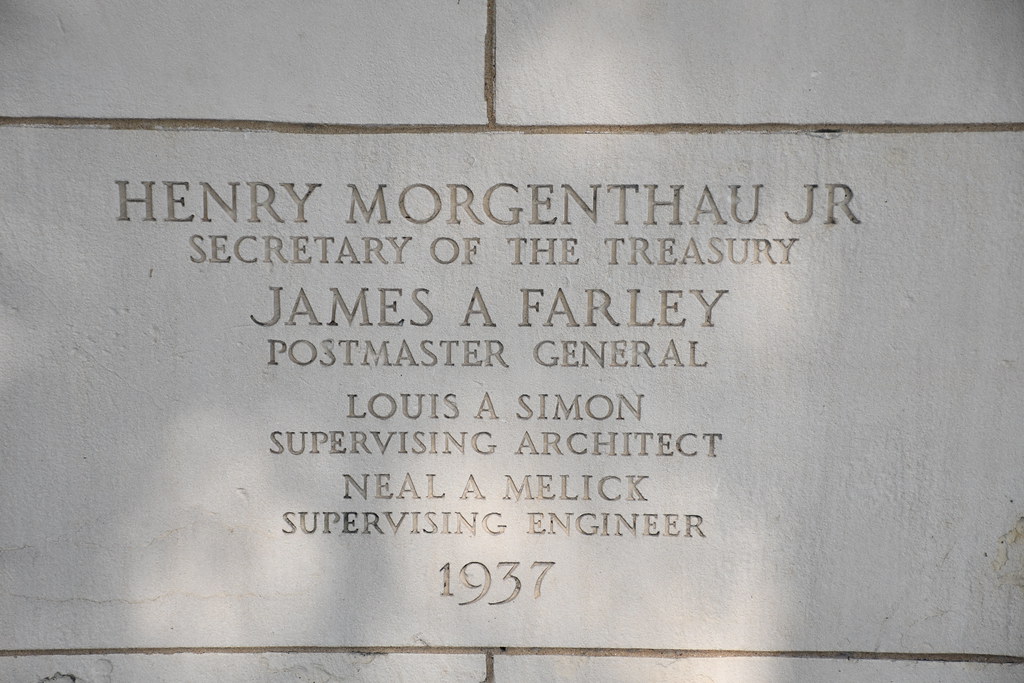 HENRY MORGENTHAU JR
SECRETARY OF THE TREASURY
JAMES A FARLEY
POSTMASTER GENERAL
LOUIS A SIMON
SUPERVISING ARCHITECT
NEAL A MELICK
SUPERVISING ENGINEER
1937